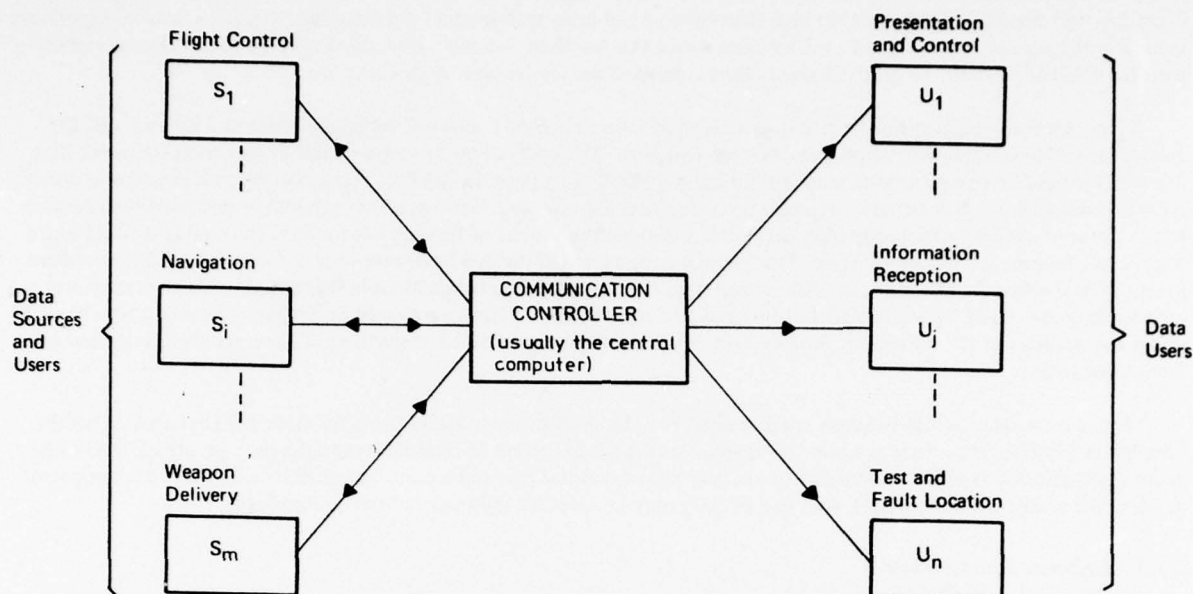 Flight Control
S1
Navigation
Si
Weapon
Delivery
Sm
Data
Sources
and
Users
COMMUNICATION
CONTROLLER
(usually the central
computer)
Presentation
and Control
U1
Information
Reception
Uj
Test and
Fault Location
Un
Data
Users